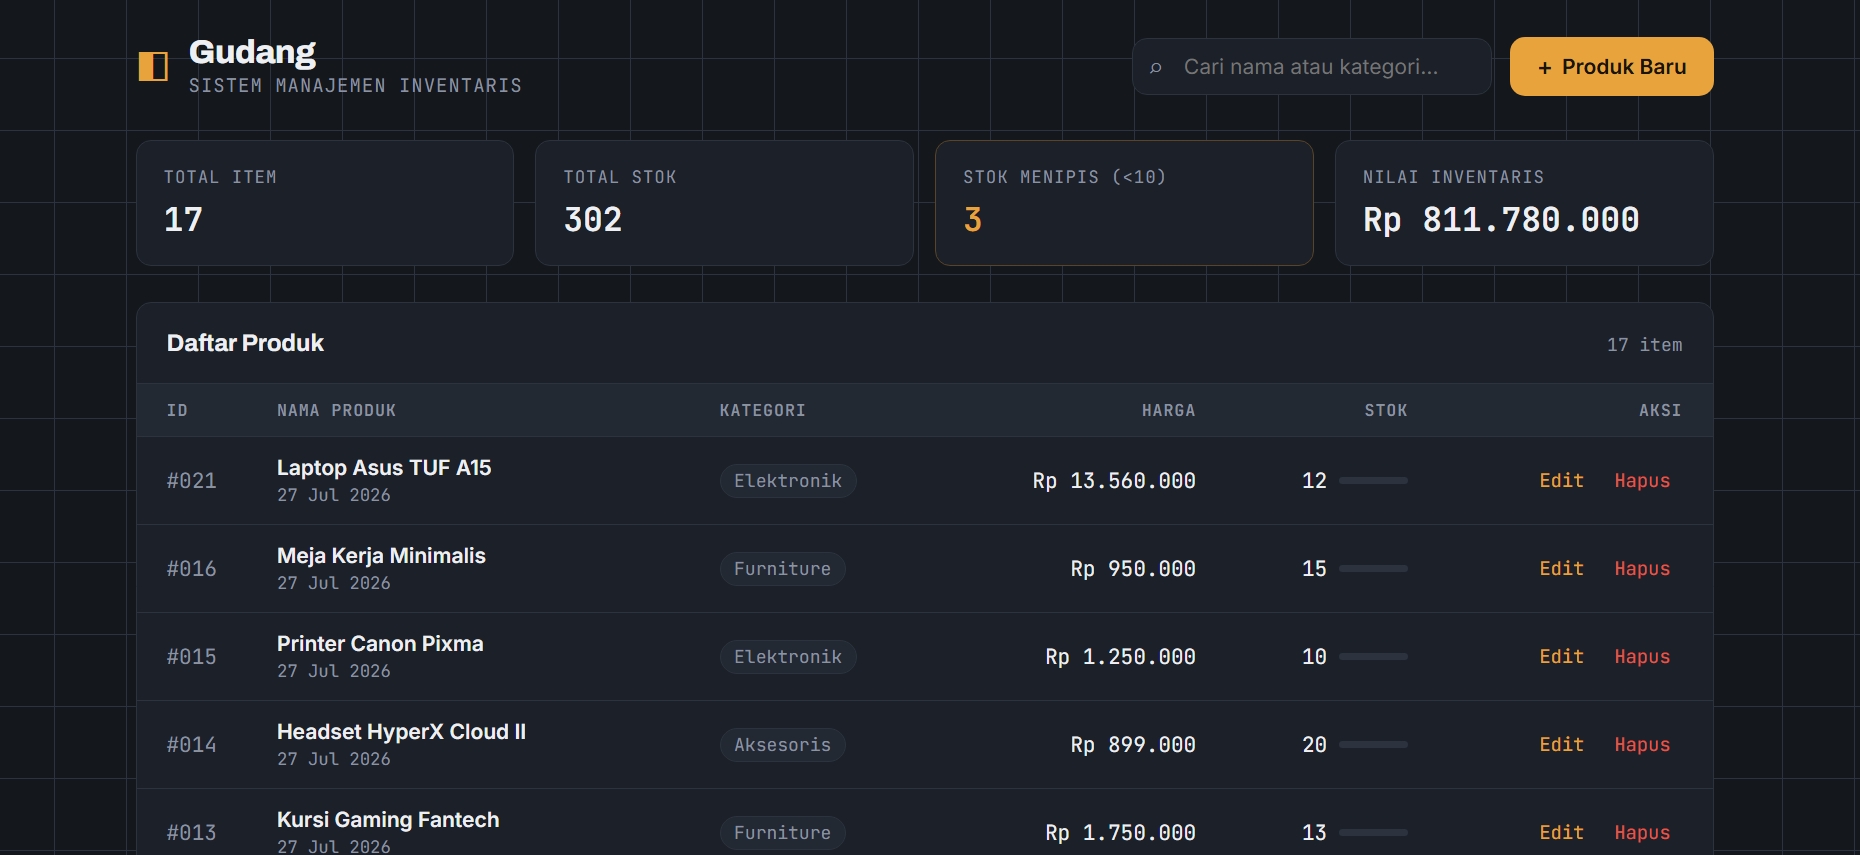 Gudang
SISTEM MANAJEMEN INVENTARIS
Cari nama atau kategori...
+ Produk Baru
TOTAL ITEM
17
TOTAL STOK
302
STOK MENIPIS (<10)
3
NILAI INVENTARIS
Rp 811.780.000
Daftar Produk
17 item
ID NAMA PRODUK KATEGORI HARGA STOK AKSI
#021 Laptop Asus TUF A15 Elektronik Rp 13.560.000 12 Edit Hapus
27 Jul 2026
#016 Meja Kerja Minimalis Furniture Rp 950.000 15 Edit Hapus
27 Jul 2026
#015 Printer Canon Pixma Elektronik Rp 1.250.000 10 Edit Hapus
27 Jul 2026
#014 Headset HyperX Cloud II Aksesoris Rp 899.000 20 Edit Hapus
27 Jul 2026
#013 Kursi Gaming Fantech Furniture Rp 1.750.000 13 Edit Hapus
27 Jul 2026